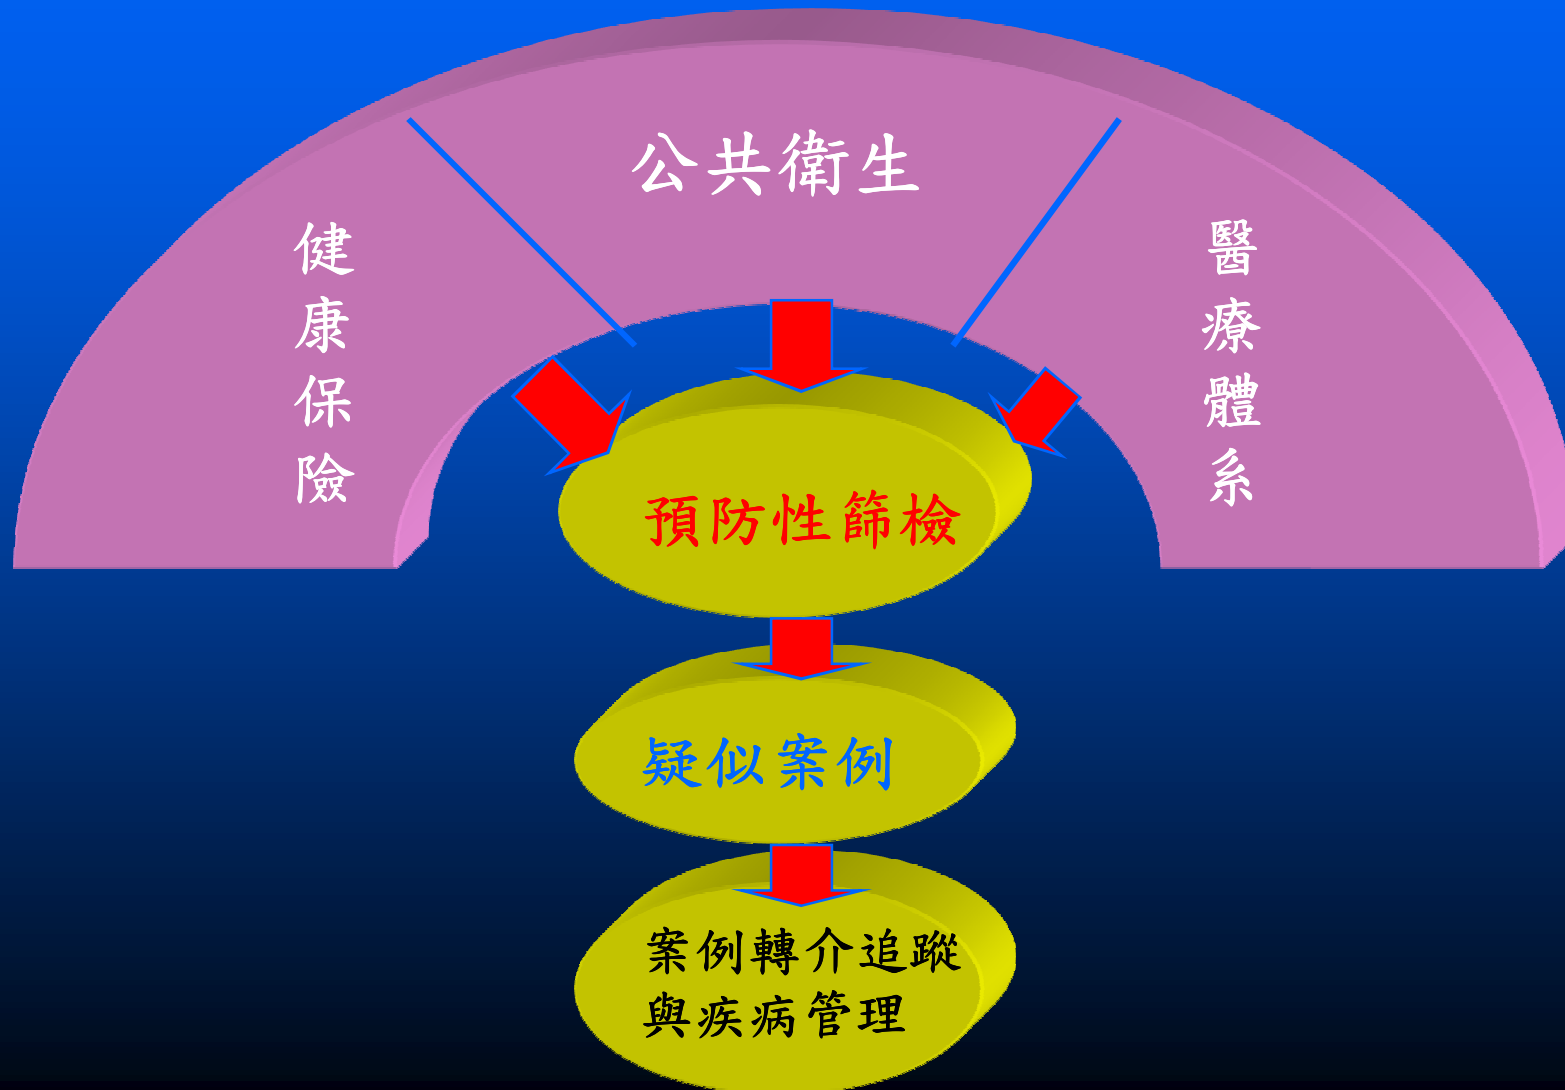 公共衛生
健康保險
醫療體系
預防性篩檢
疑似案例
案例轉介追蹤
與疾病管理